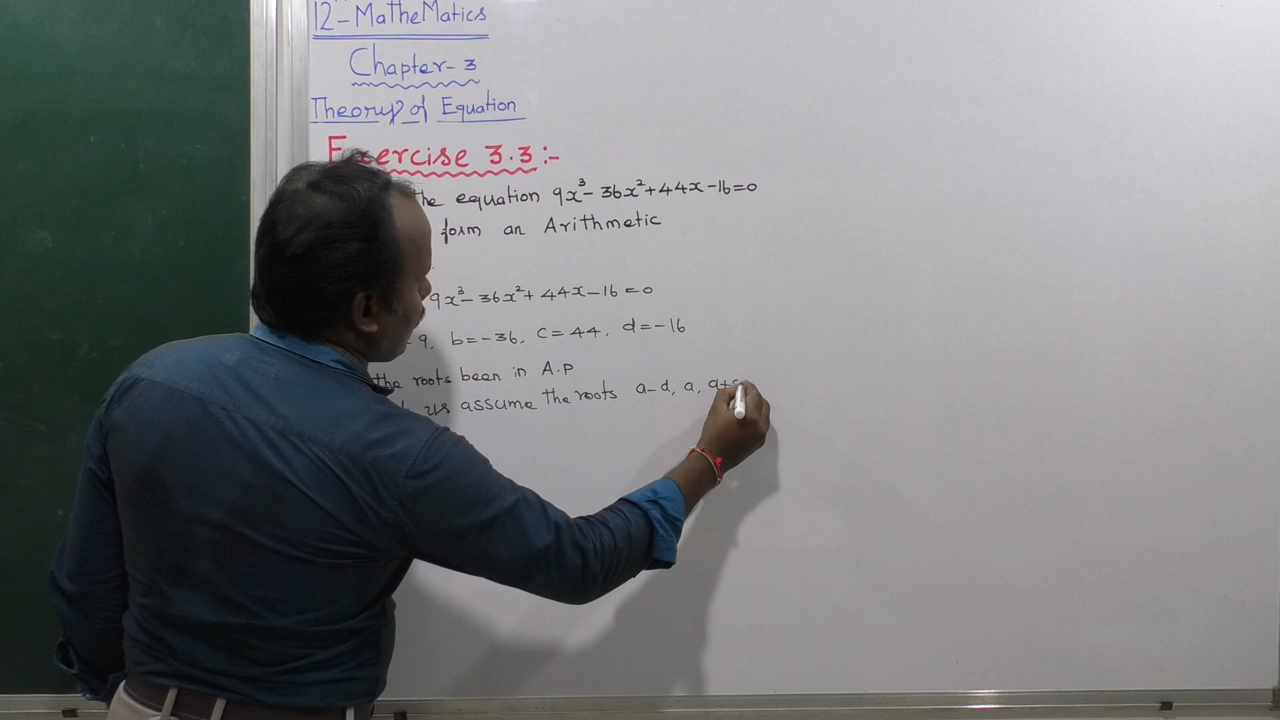 12 - MatheMatics
Chapter - 3
Theory of Equation
Exercise 3.3 :-
the equation 9x³ - 36x² + 44x - 16 = 0
form an Arithmetic
9x³ - 36x² + 44x - 16 = 0
9, b = -36, c = 44, d = -16
the roots been in A.P
us assume the roots a-d, a, a+